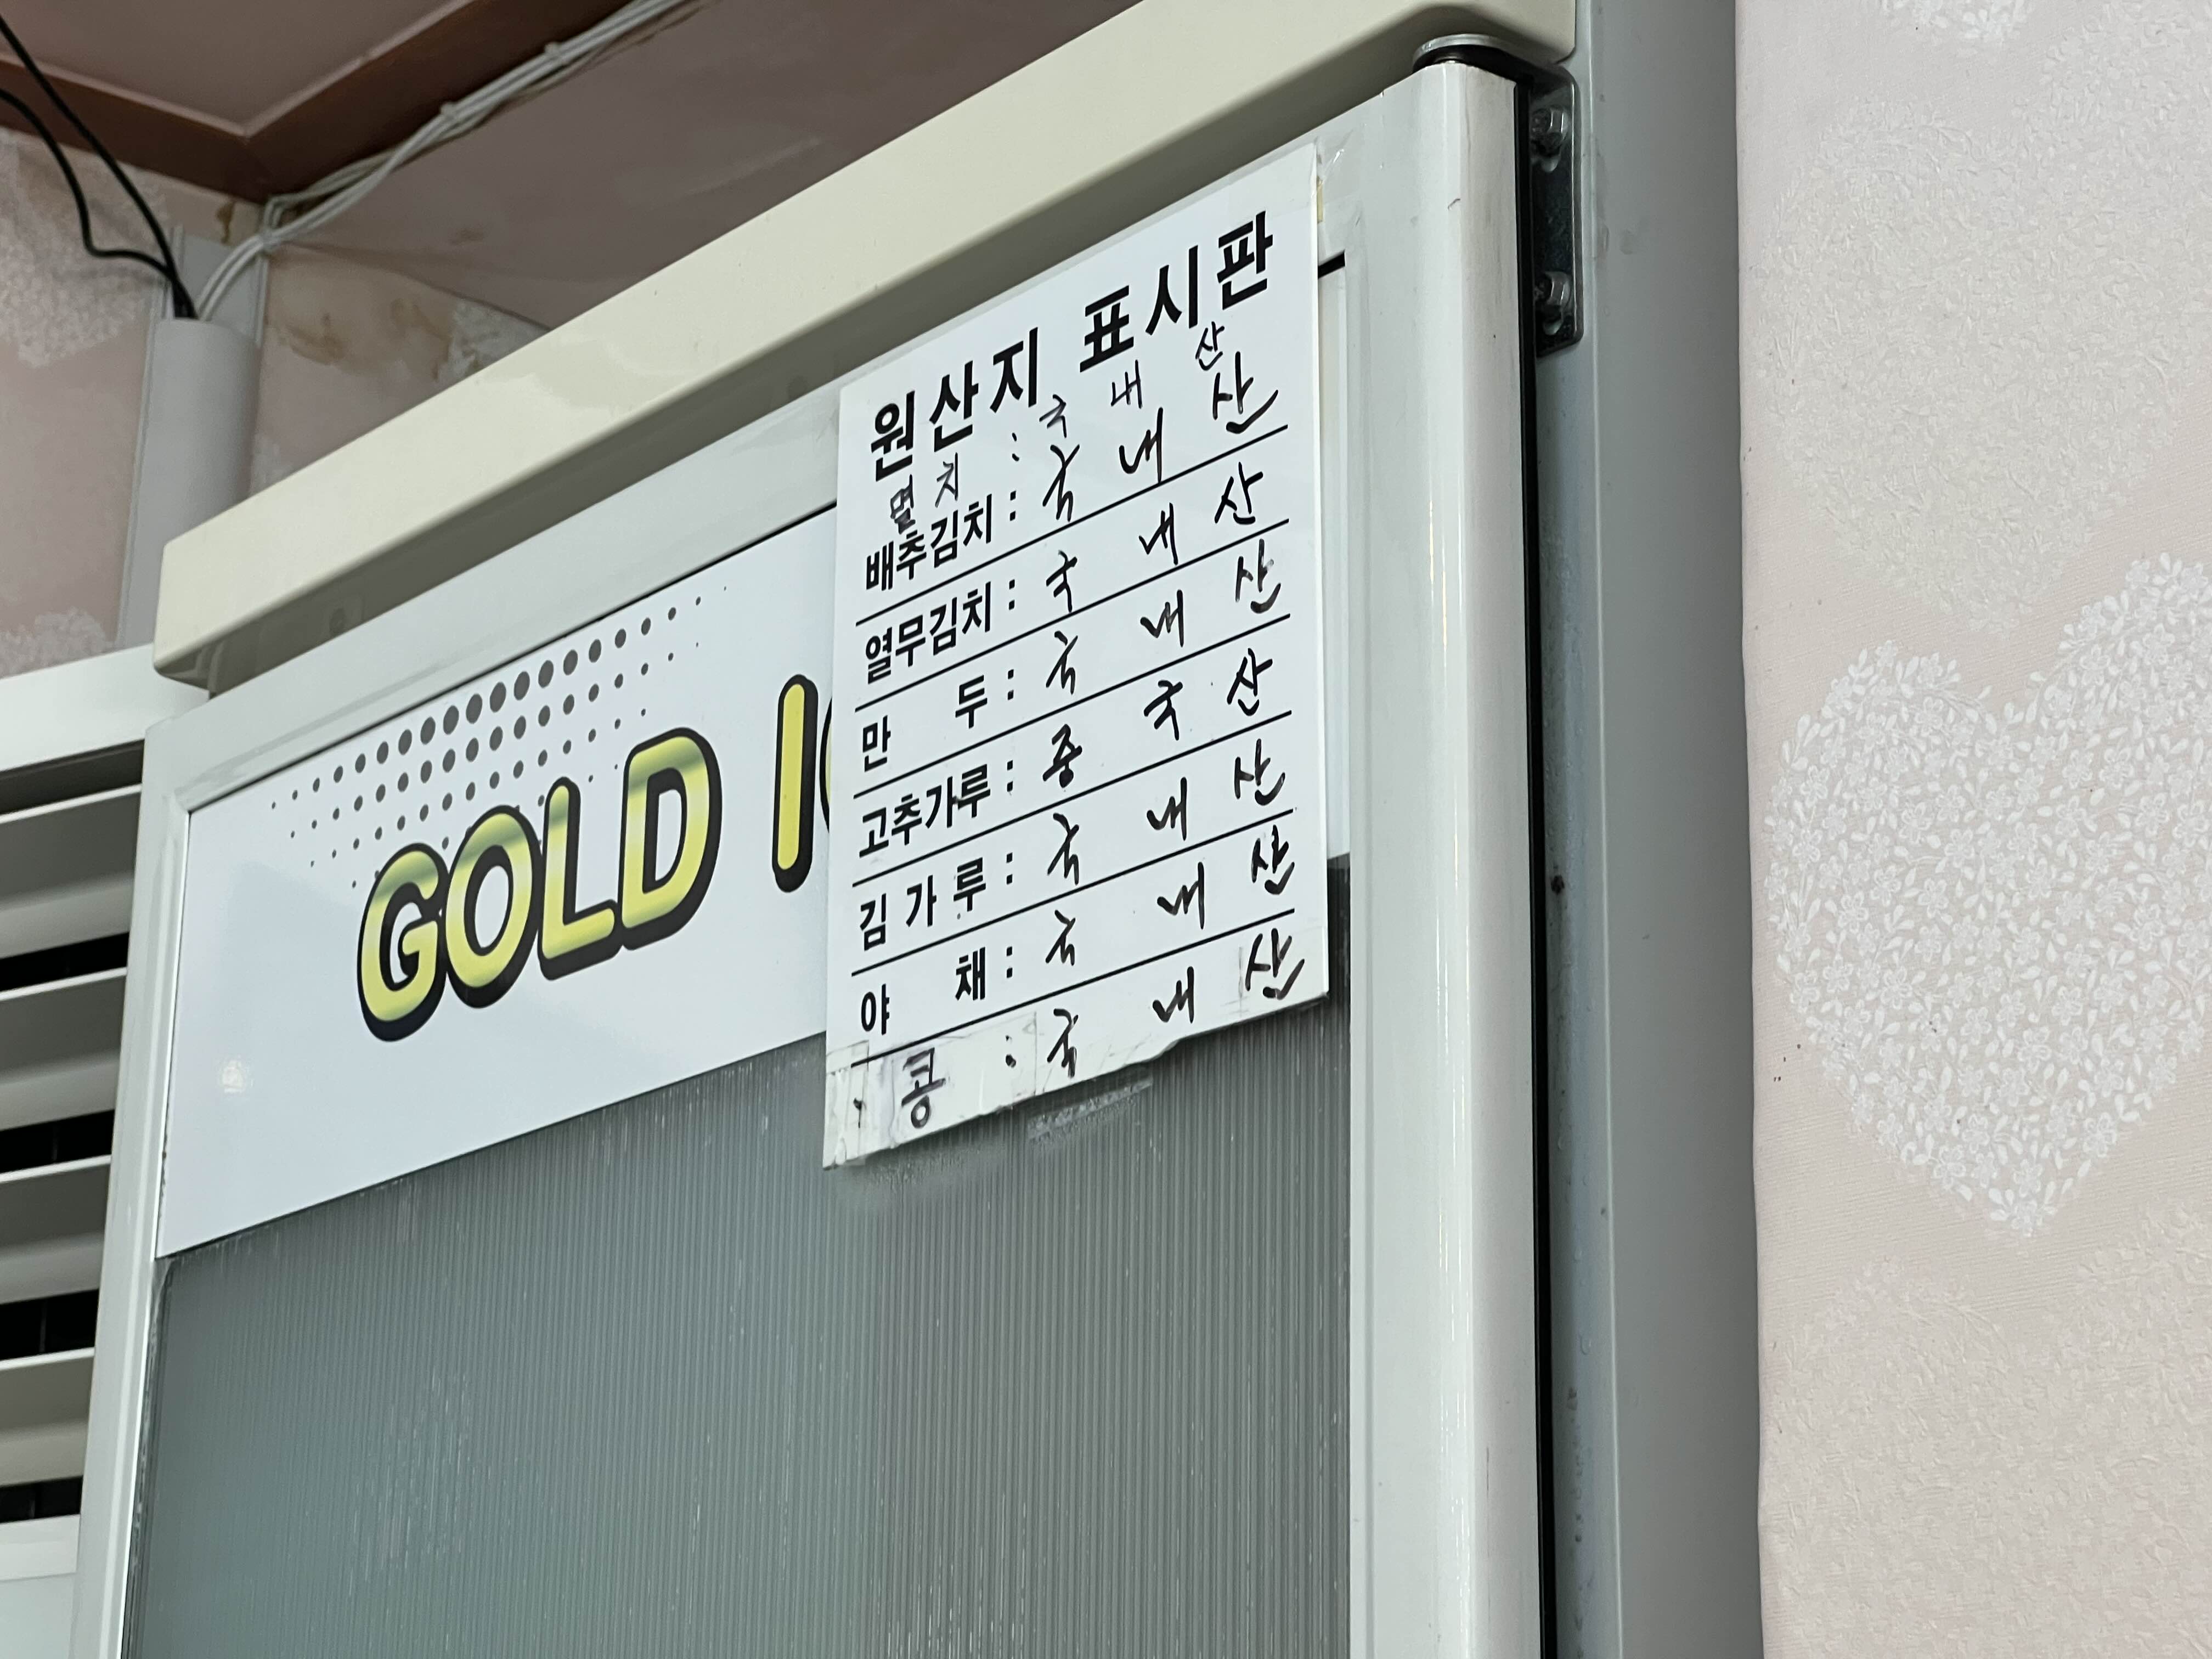 원산지 표시판
멸치 : 국내산
배추김치 : 국내산
열무김치 : 국내산
만두 : 국내산
고추가루 : 중국산
김가루 : 국내산
야채 : 국내산
콩 : 국내산
GOLD